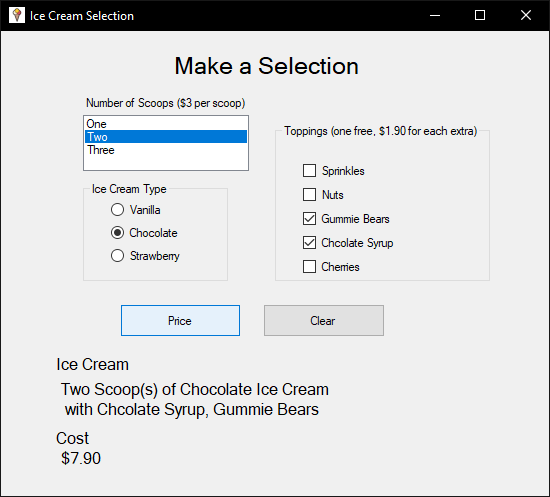 Ice Cream Selection
Make a Selection
Number of Scoops ($3 per scoop)
One
Two
Three
Toppings (one free, $1.90 for each extra)
Sprinkles
Nuts
Gummie Bears
Chcolate Syrup
Cherries
Ice Cream Type
Vanilla
Chocolate
Strawberry
Price
Clear
Ice Cream
Two Scoop(s) of Chocolate Ice Cream
with Chcolate Syrup, Gummie Bears
Cost
$7.90